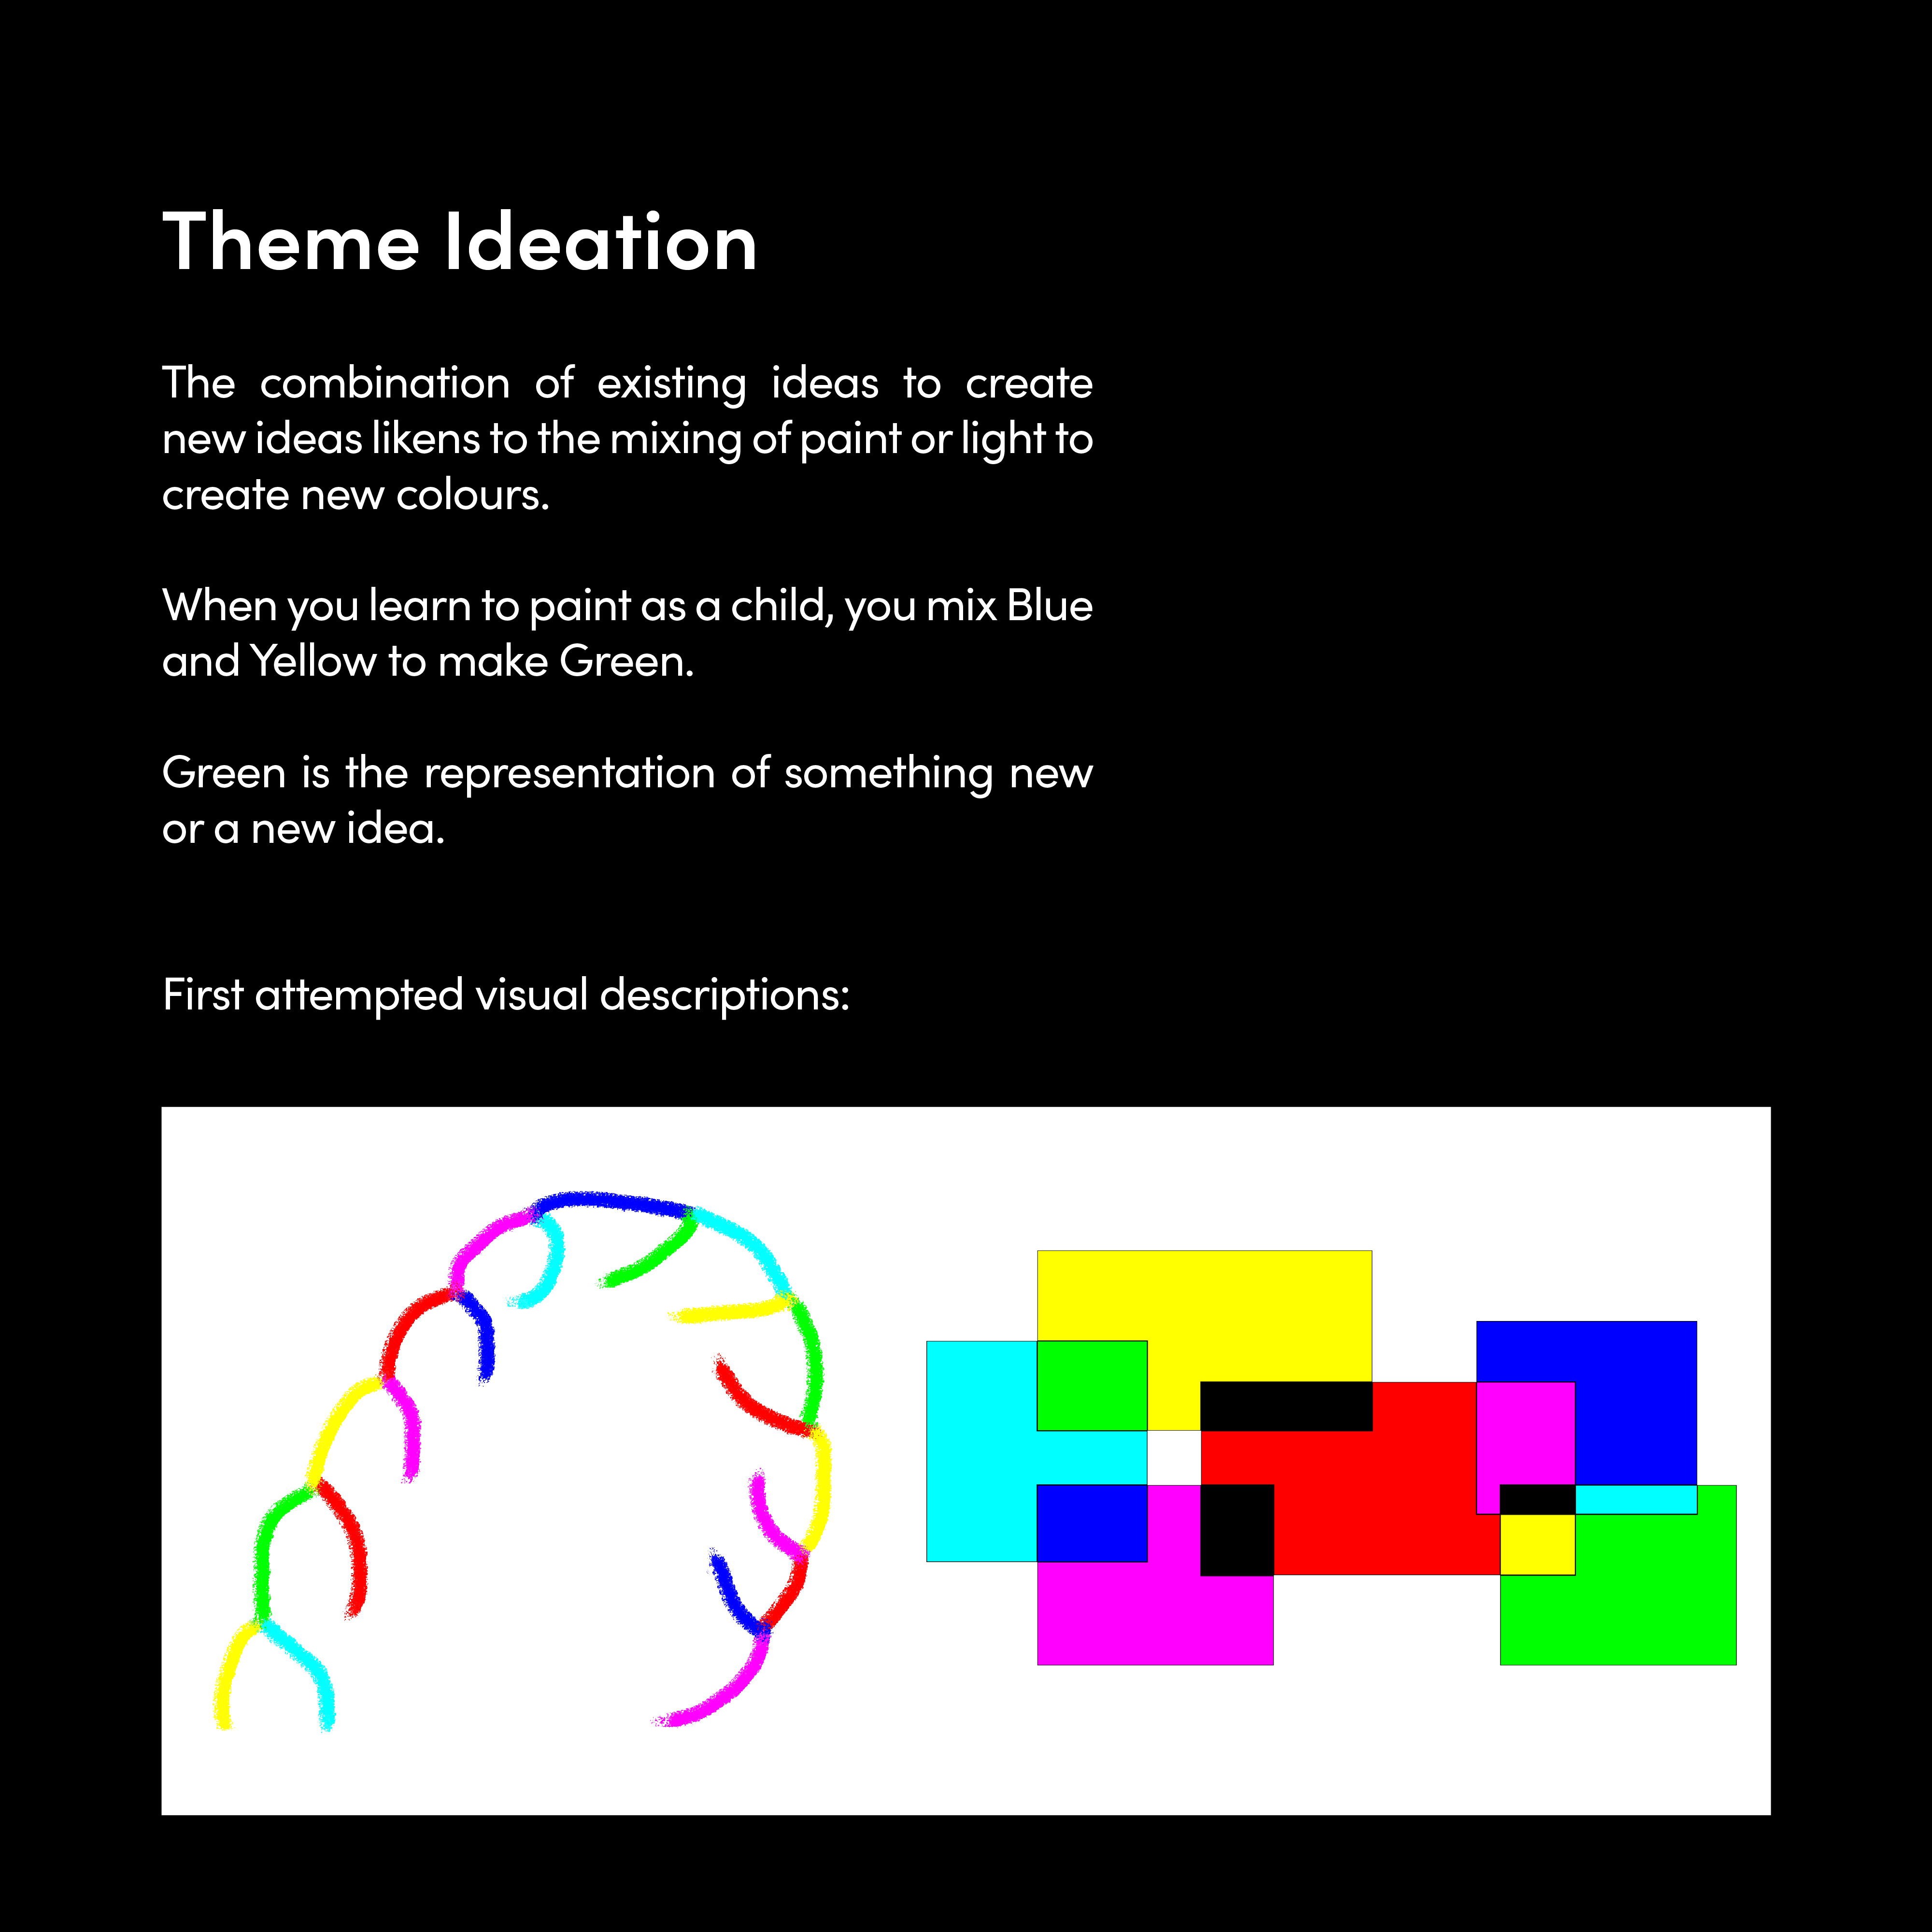 Theme Ideation
The combination of existing ideas to create
new ideas likens to the mixing of paint or light to
create new colours.
When you learn to paint as a child, you mix Blue
and Yellow to make Green.
Green is the representation of something new
or a new idea.
First attempted visual descriptions: